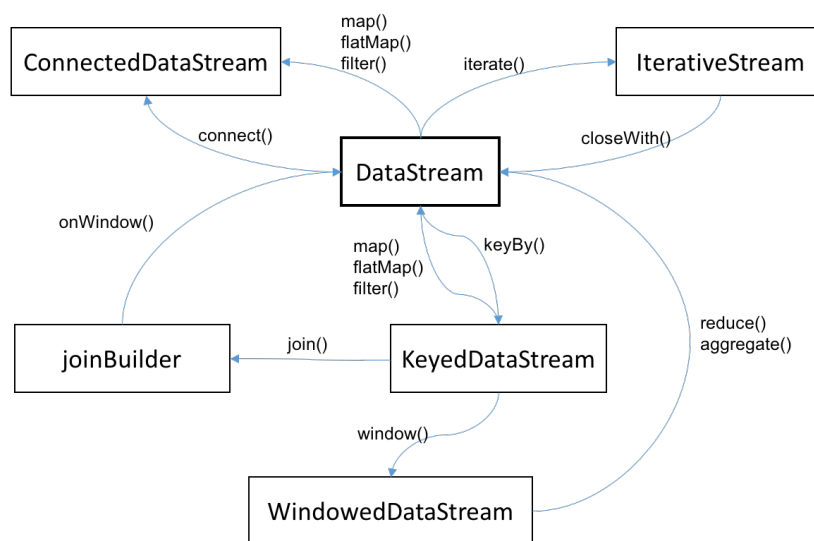 map()
flatMap()
filter()
ConnectedDataStream
iterate()
IterativeStream
connect()
closeWith()
DataStream
onWindow()
map()
flatMap()
filter()
keyBy()
reduce()
aggregate()
joinBuilder
join()
KeyedDataStream
window()
WindowedDataStream